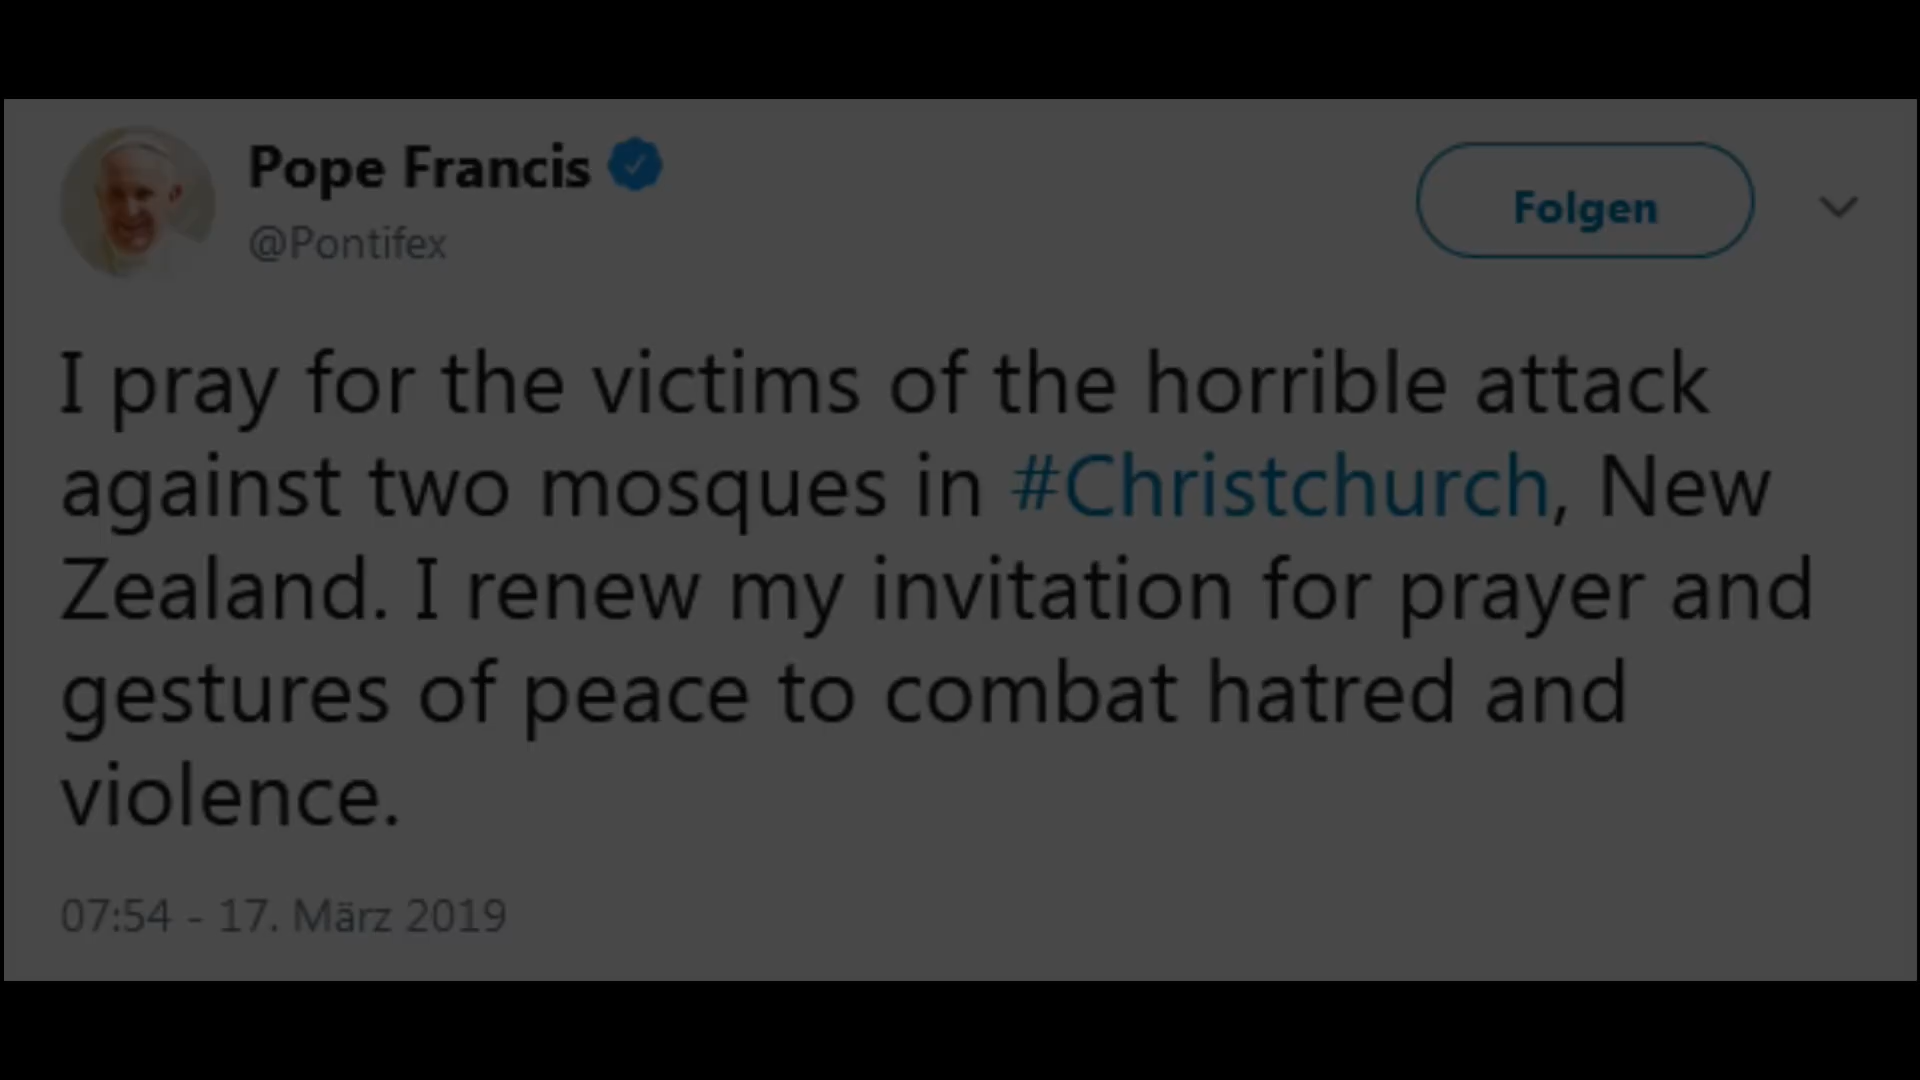 Pope Francis
@Pontifex
Folgen
I pray for the victims of the horrible attack
against two mosques in #Christchurch, New
Zealand. I renew my invitation for prayer and
gestures of peace to combat hatred and
violence.
07:54 - 17. März 2019